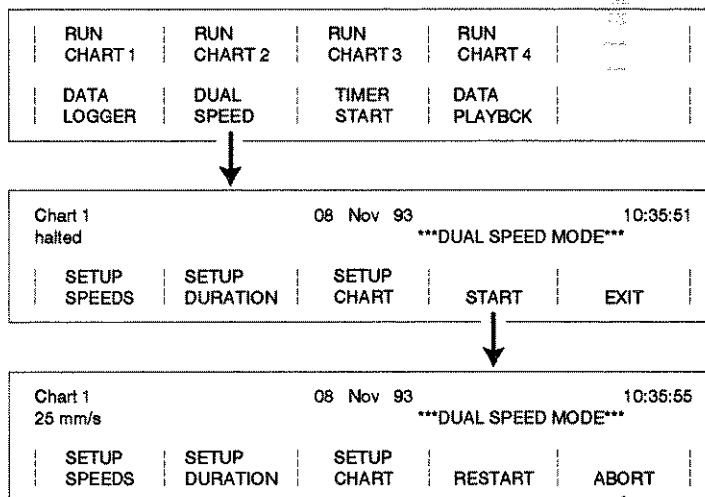 RUN RUN RUN RUN
CHART 1 CHART 2 CHART 3 CHART 4
DATA DUAL TIMER DATA
LOGGER SPEED START PLAYBCK
Chart 1 08 Nov 93 10:35:51
halted ***DUAL SPEED MODE***
SETUP SETUP SETUP
SPEEDS DURATION CHART START EXIT
Chart 1 08 Nov 93 10:35:55
25 mm/s ***DUAL SPEED MODE***
SETUP SETUP SETUP
SPEEDS DURATION CHART RESTART ABORT